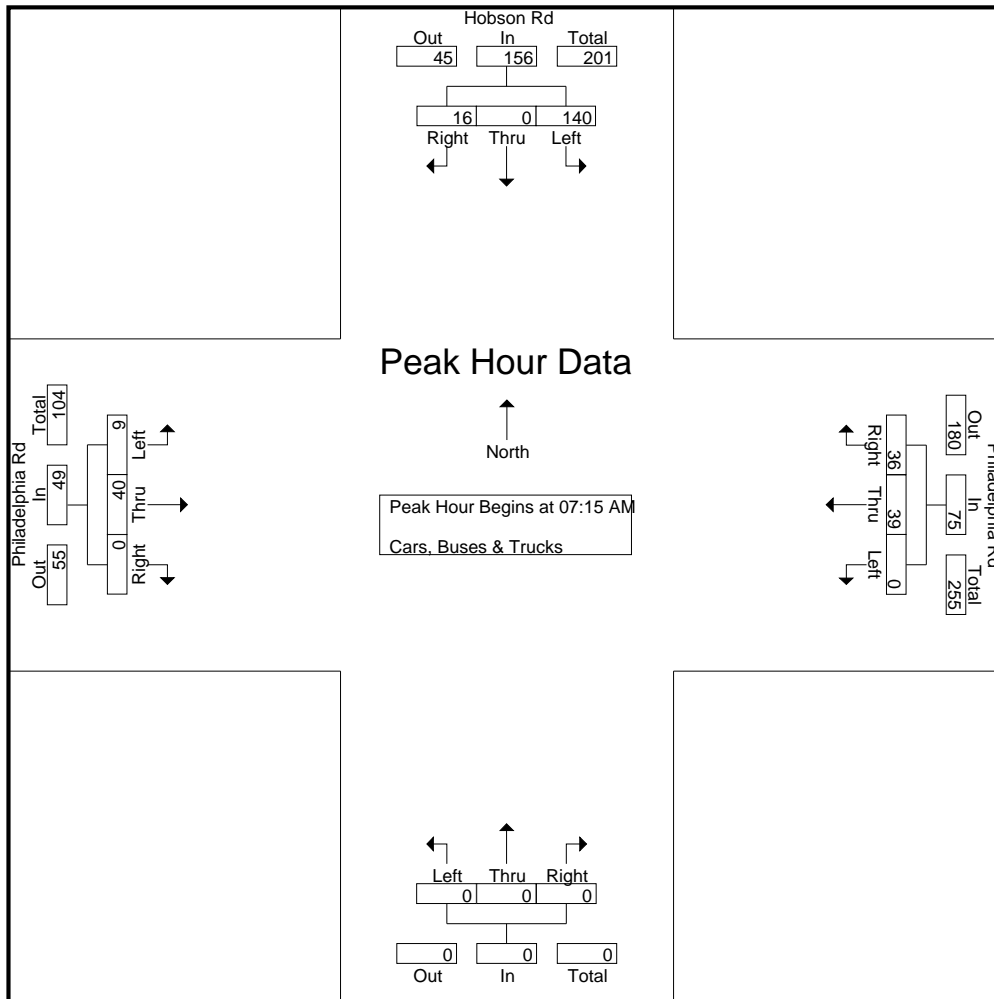 Hobson Rd
Out In Total
45 156 201
16 0 140
Right Thru Left
Peak Hour Data
North
Peak Hour Begins at 07:15 AM
Cars, Buses & Trucks
Philadelphia Rd
Total In Out
104 49 55
9 40 0
Left Thru Right
Philadelphia Rd
Out In Total
180 75 255
36 39 0
Right Thru Left
Left Thru Right
0 0 0
0 0 0
Out In Total